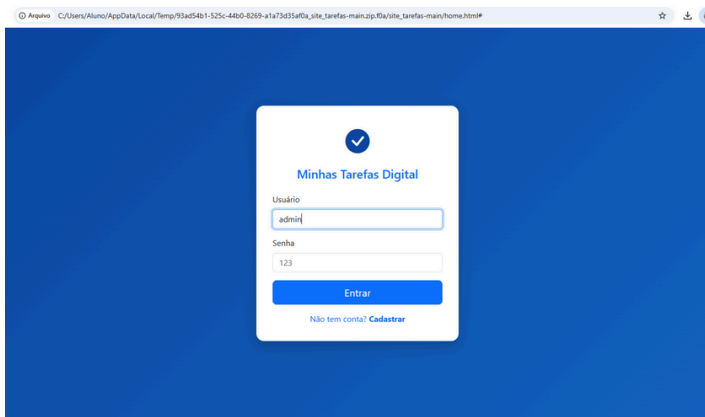 Arquivo C:/Users/Aluno/AppData/Local/Temp/93ad54b1-525c-44b0-8269-a1a73d35af0a_site_tarefas-main.zip.f0a/site_tarefas-main/home.html#
Minhas Tarefas Digital
Usuário
admin
Senha
123
Entrar
Não tem conta? Cadastrar